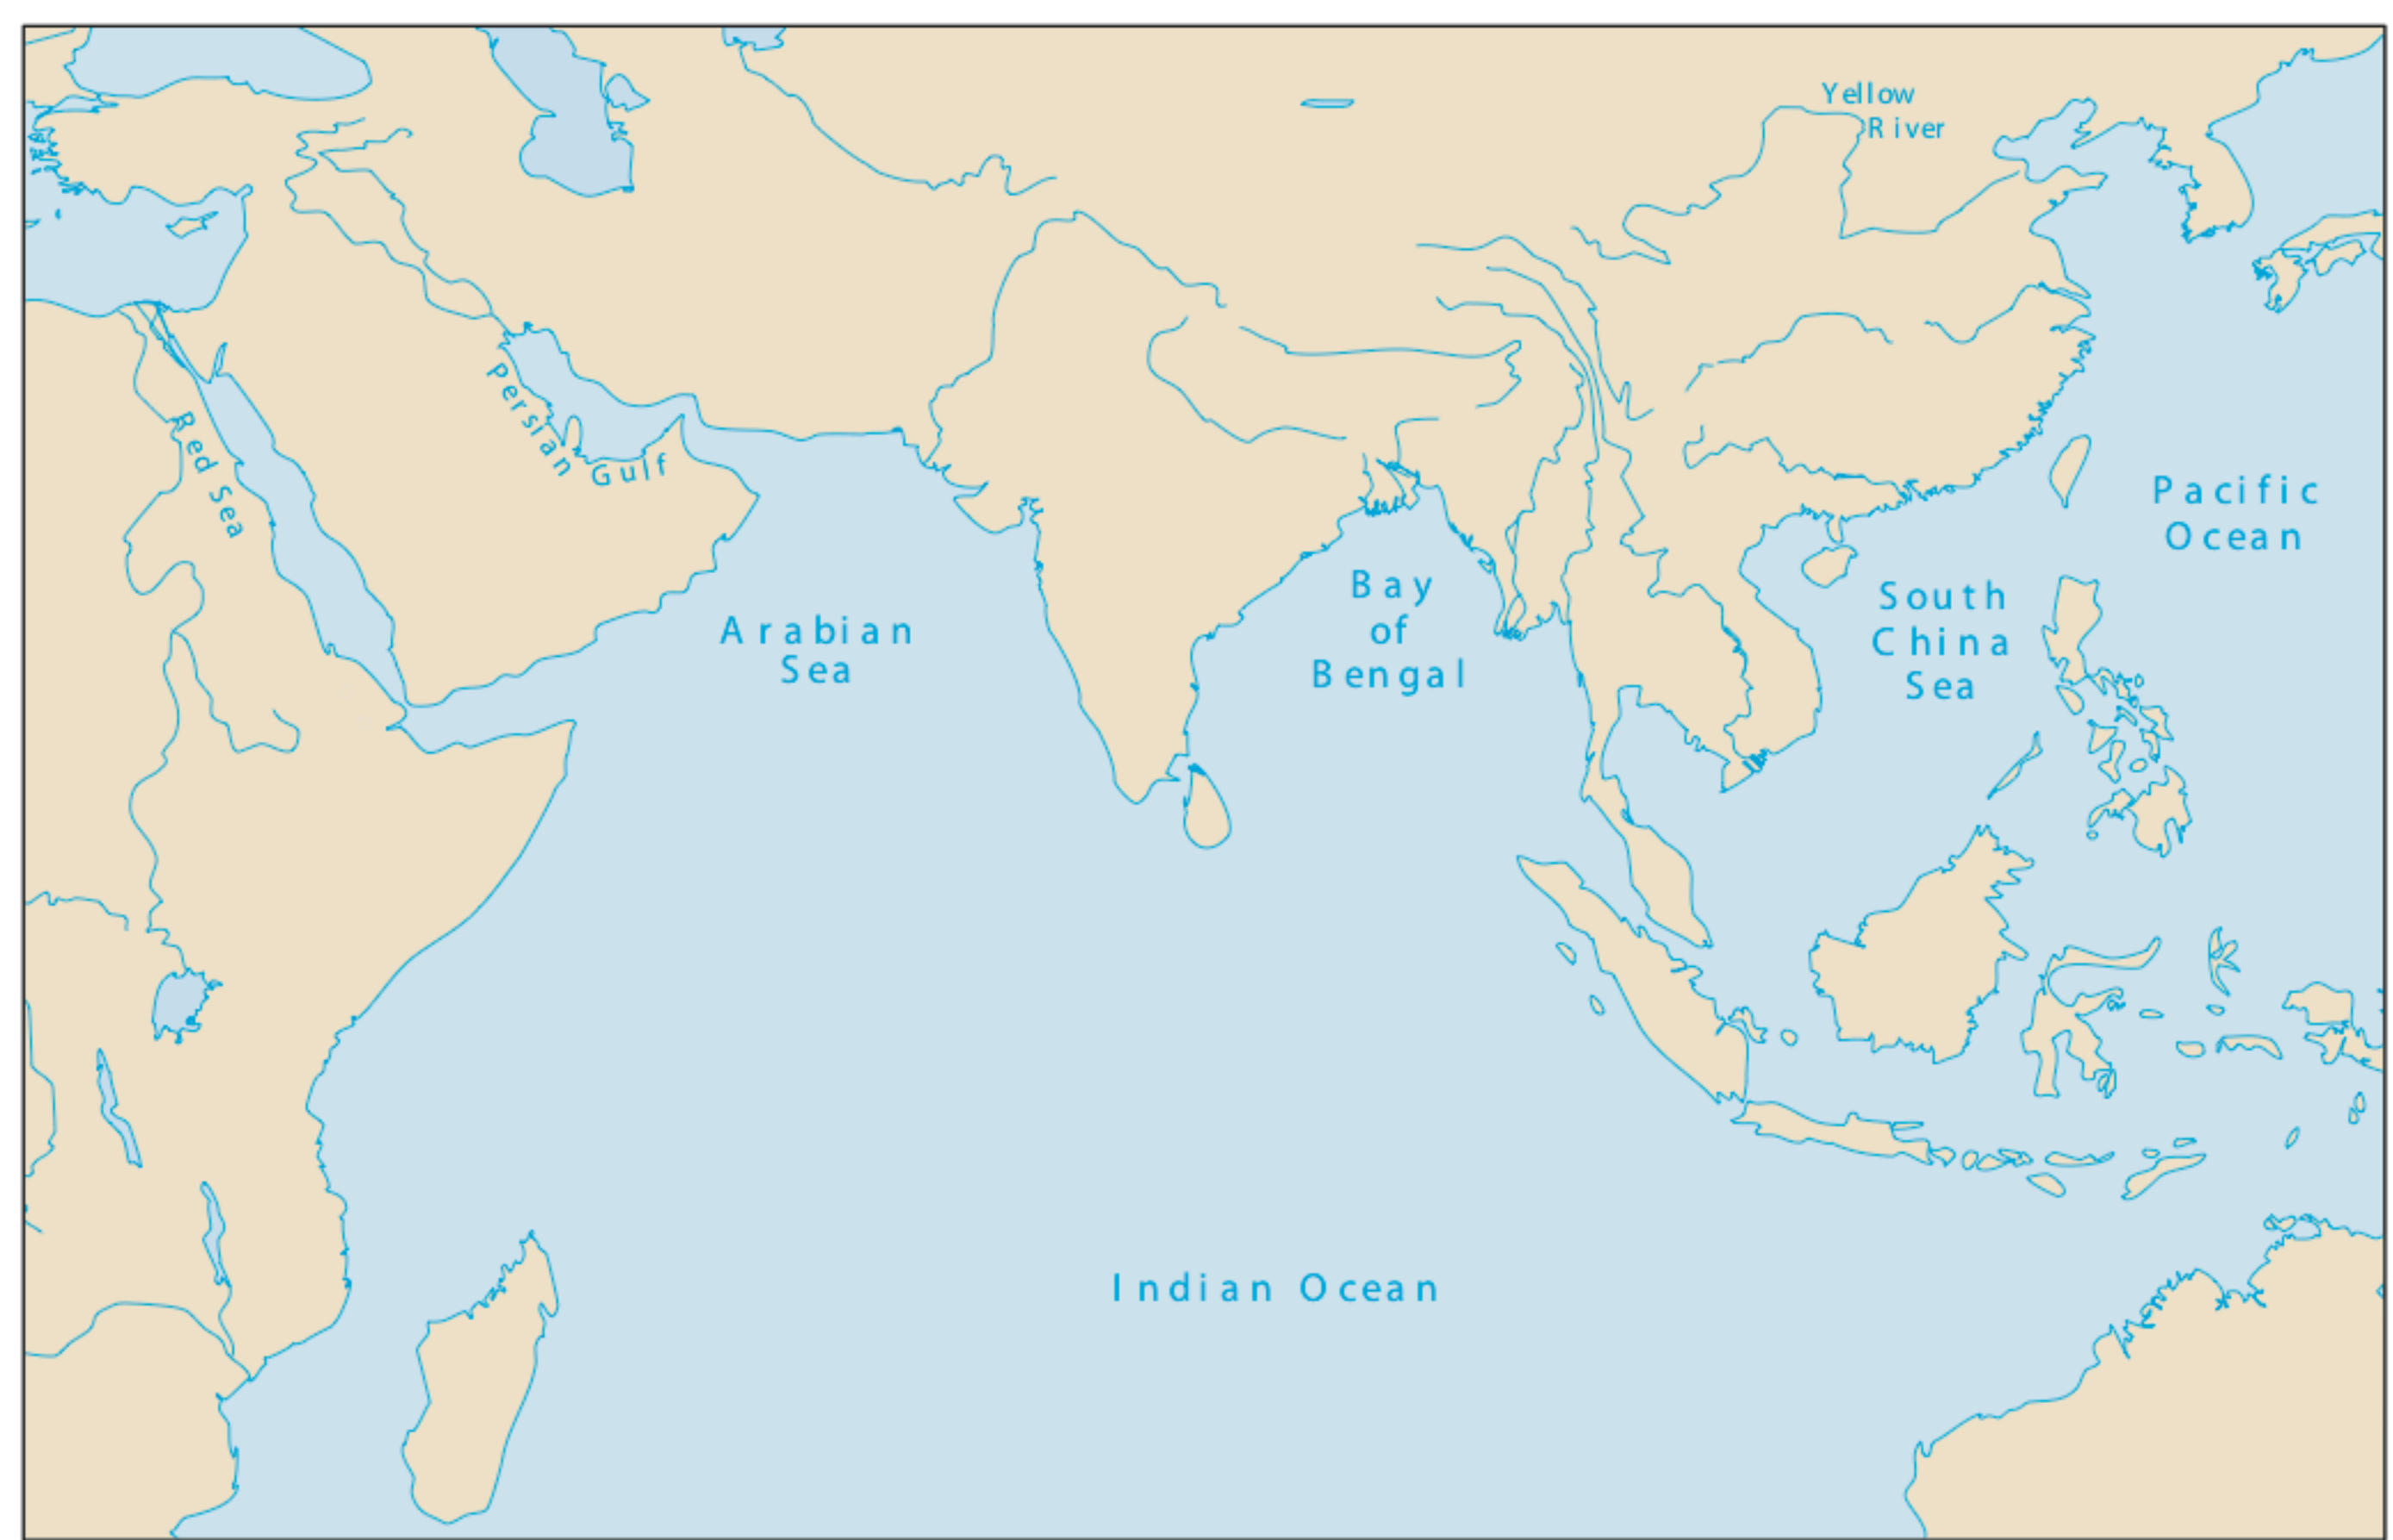 Yellow
River
Persian
Gulf
Red Sea
Pacific
Ocean
Bay
of
Bengal
South
China
Sea
Arabian
Sea
Indian Ocean